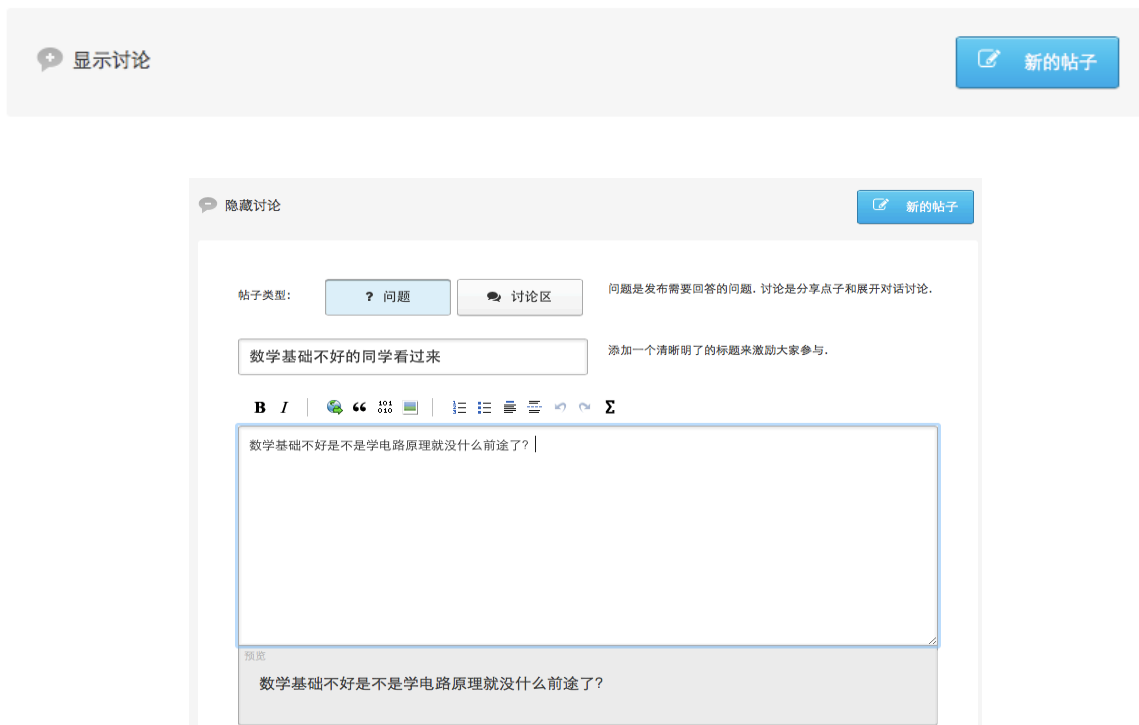 显示讨论
新的帖子
隐藏讨论
新的帖子
帖子类型:
? 问题
讨论区
问题是发布需要回答的问题. 讨论是分享点子和展开对话讨论.
数学基础不好的同学看过来
添加一个清晰明了的标题来激励大家参与.
B I “ 101 010 Σ
数学基础不好是不是学电路原理就没什么前途了?
预览
数学基础不好是不是学电路原理就没什么前途了?